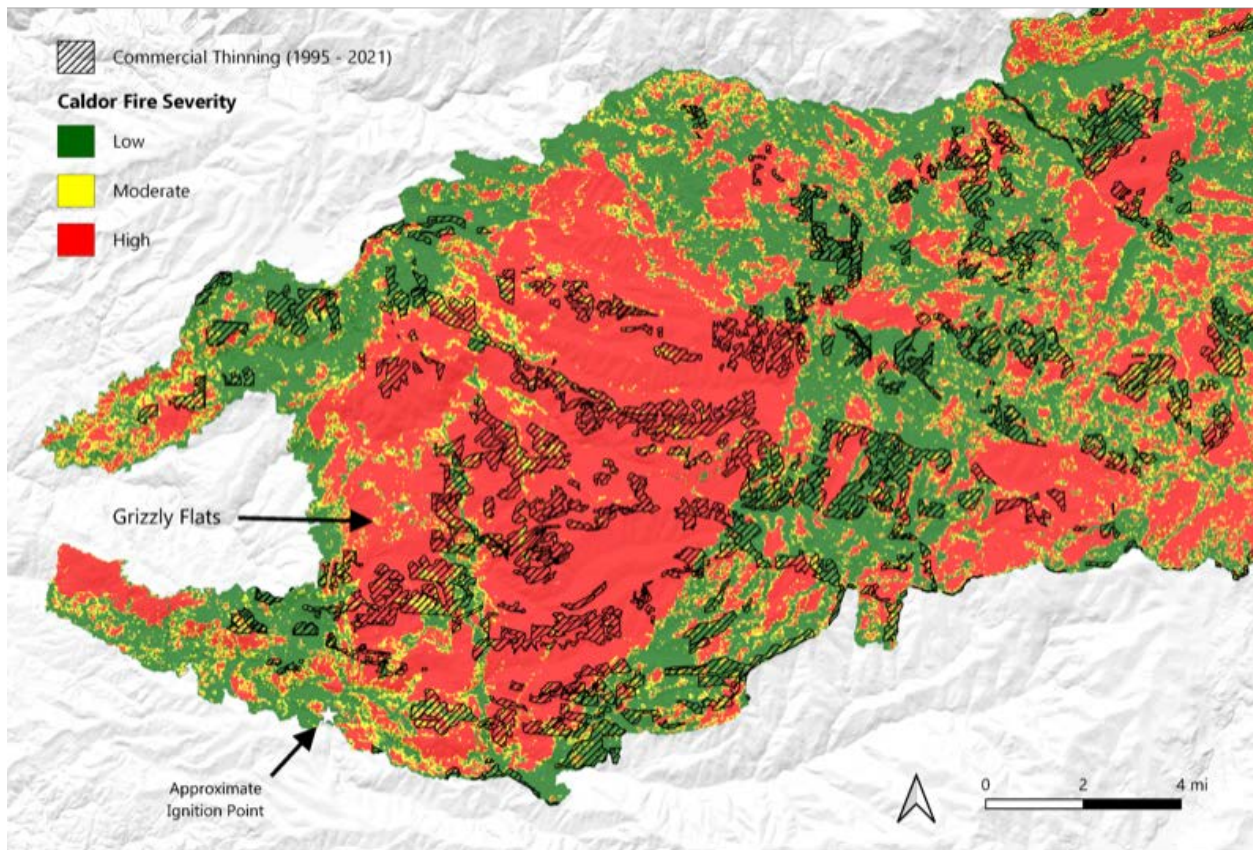 Commercial Thinning (1995 - 2021)
Caldor Fire Severity
Low
Moderate
High
Grizzly Flats
Approximate
Ignition Point
0 2 4 mi